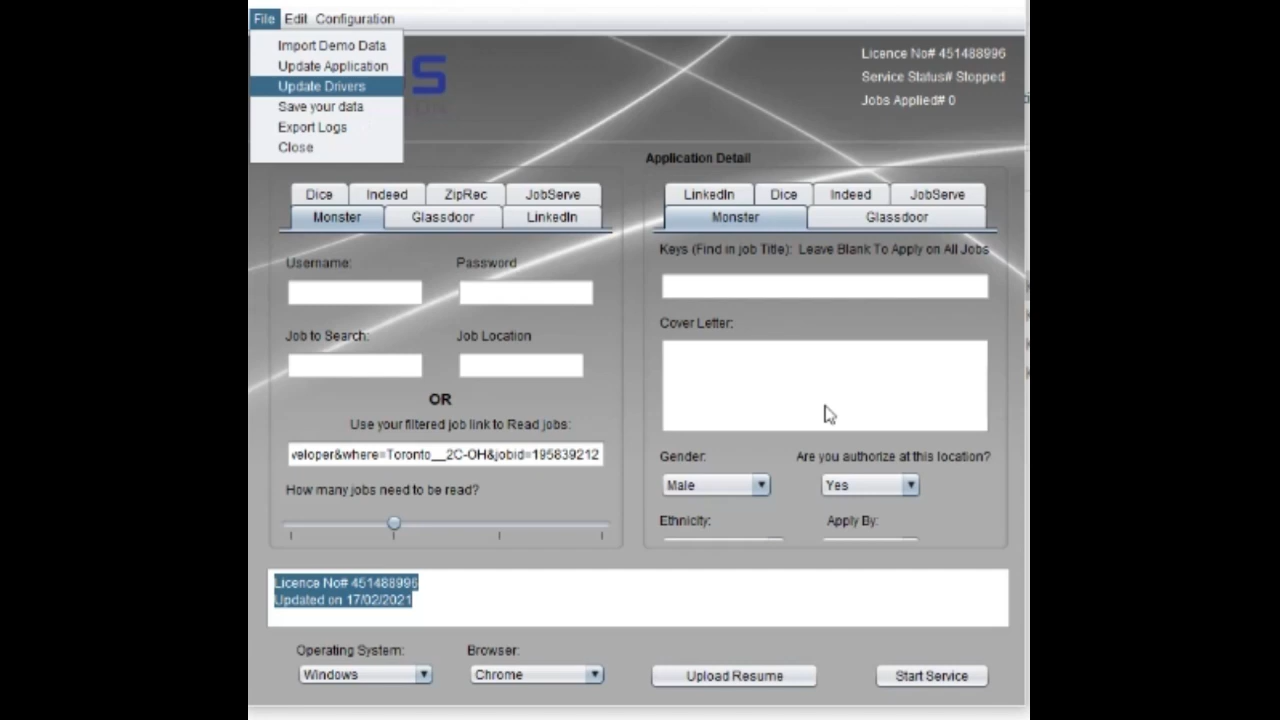 File Edit Configuration
Import Demo Data
Update Application
Update Drivers
Save your data
Export Logs
Close
Licence No# 451488996
Service Status# Stopped
Jobs Applied# 0
Dice Indeed ZipRec JobServe
Monster Glassdoor LinkedIn
Username: Password
Job to Search: Job Location
OR
Use your filtered job link to Read jobs:
veloper&where=Toronto__2C-OH&jobid=195839212
How many jobs need to be read?
Application Detail
LinkedIn Dice Indeed JobServe
Monster Glassdoor
Keys (Find in job Title): Leave Blank To Apply on All Jobs
Cover Letter:
Gender: Are you authorize at this location?
Male Yes
Ethnicity: Apply By:
Licence No# 451488996
Updated on 17/02/2021
Operating System: Browser:
Windows Chrome Upload Resume Start Service